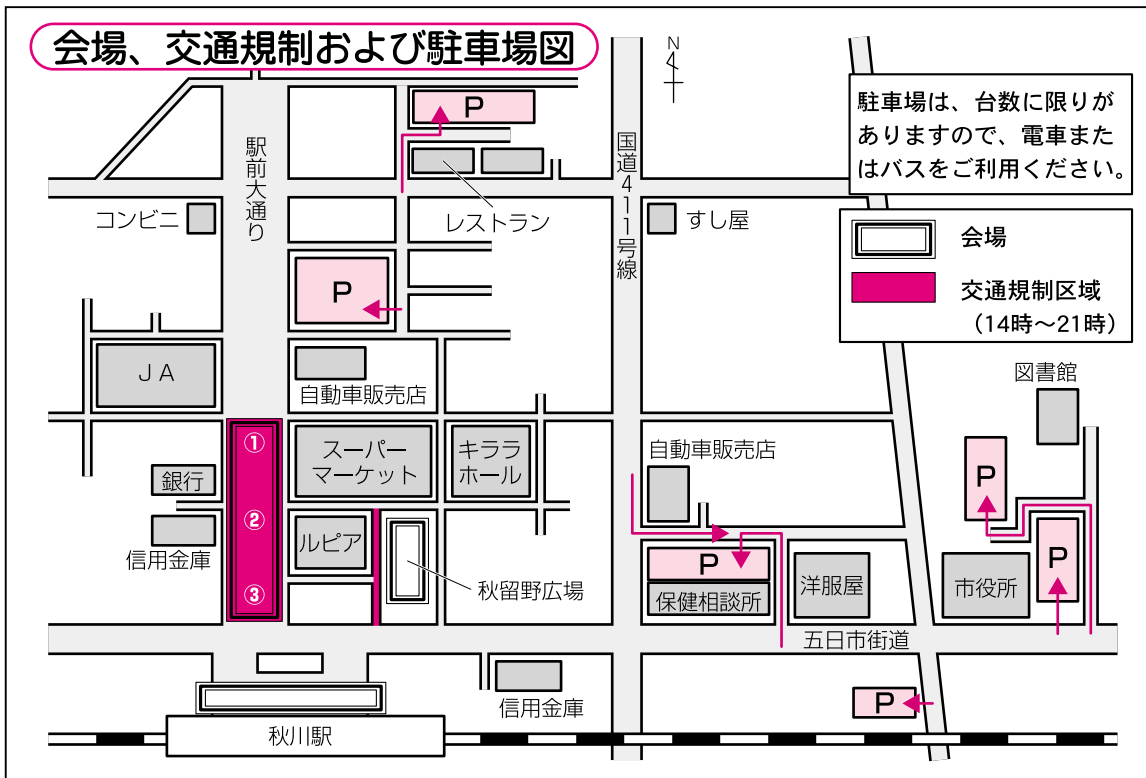 会場、交通規制および駐車場図
N
駐車場は、台数に限りが
ありますので、電車また
はバスをご利用ください。
会場
交通規制区域
(14時〜21時)
P
駅前大通り
国道411号線
コンビニ
レストラン
すし屋
P
JA
自動車販売店
図書館
①
スーパー
マーケット
キララ
ホール
自動車販売店
銀行
P
②
信用金庫
ルピア
P
P
③
秋留野広場
保健相談所
洋服屋
市役所
五日市街道
信用金庫
P
秋川駅